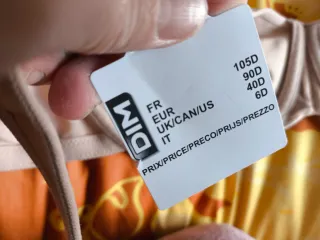 DIM
FR 105D
EUR 90D
UK/CAN/US 40D
IT 6D
PRIX/PRICE/PRECO/PRIJS/PREZZO